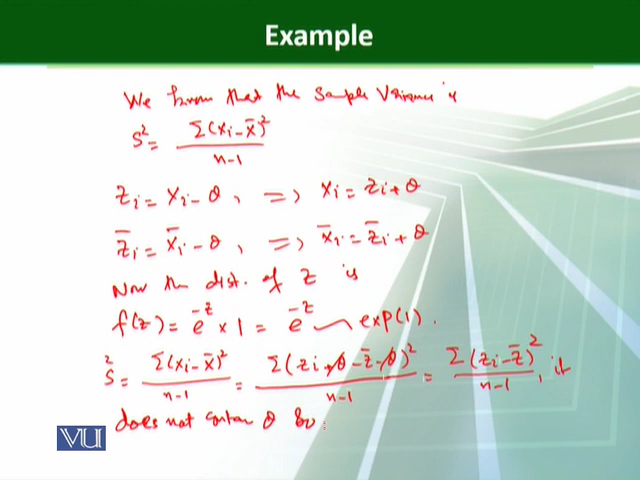 Example
We know that the sample Variance is
S² = Σ(xi - x̄)² / n-1
zi = xi - θ, => xi = zi + θ
z̄i = x̄i - θ, => x̄i = z̄i + θ
Now the dist. of z is
f(z) = e^-z × 1 = e^-z ~ exp(1).
S² = Σ(xi - x̄)² / n-1 = Σ(zi + θ - z̄ - θ)² / n-1 = Σ(zi - z̄)² / n-1, it
does not contain θ So
VU